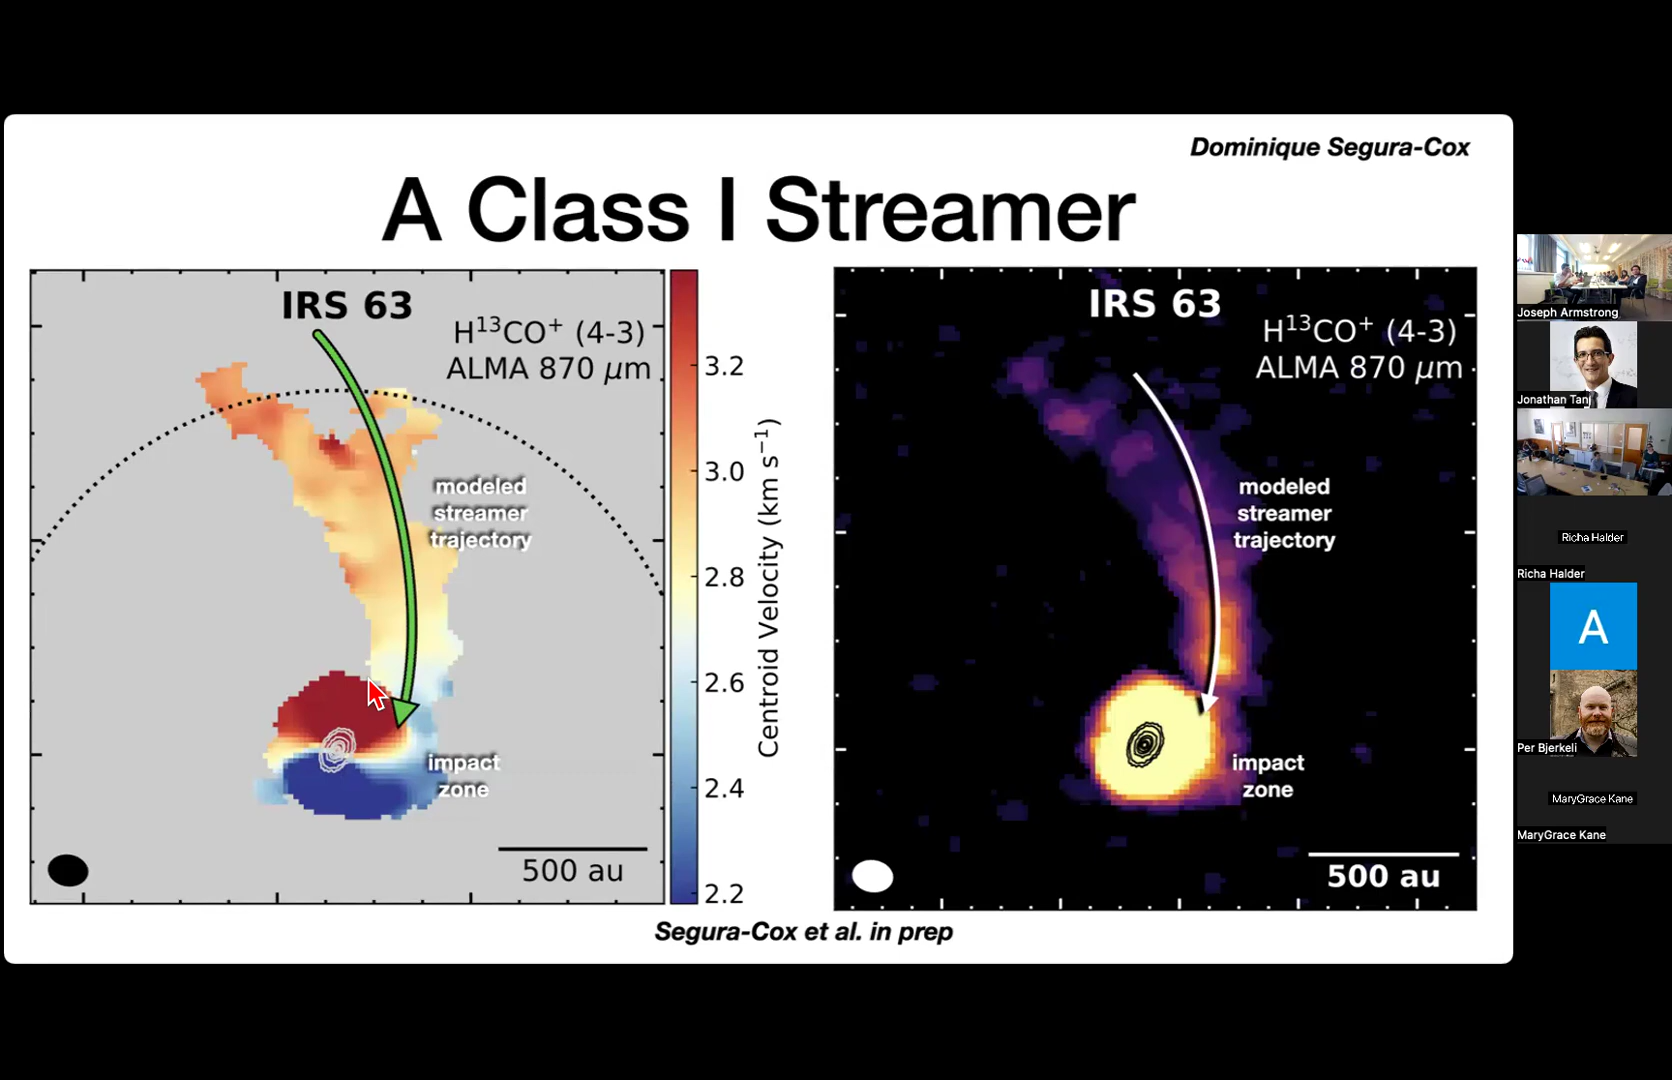 Dominique Segura-Cox
A Class I Streamer
IRS 63
H¹³CO⁺ (4-3)
ALMA 870 μm
modeled
streamer
trajectory
impact
zone
500 au
3.2
3.0
2.8
2.6
2.4
2.2
Centroid Velocity (km s⁻¹)
IRS 63
H¹³CO⁺ (4-3)
ALMA 870 μm
modeled
streamer
trajectory
impact
zone
500 au
Segura-Cox et al. in prep
Joseph Armstrong
Jonathan Tan
Richa Halder
Richa Halder
A
Per Bjerkeli
MaryGrace Kane
MaryGrace Kane